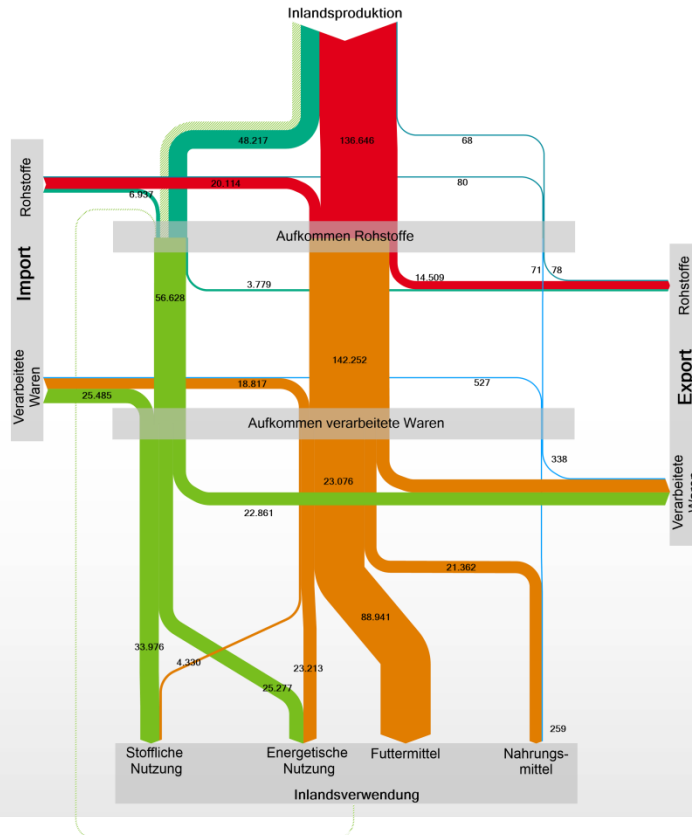 Inlandsproduktion
48.217
136.646
68
Rohstoffe
20.114
80
6.937
Aufkommen Rohstoffe
Import
56.628
3.779
14.509
71
78
Rohstoffe
Export
142.252
Verarbeitete
Waren
18.817
527
25.485
Aufkommen verarbeitete Waren
338
23.076
22.861
Verarbeitete
Waren
21.362
88.941
33.976
4.330
23.213
25.277
259
Stoffliche
Nutzung
Energetische
Nutzung
Futtermittel
Nahrungs-
mittel
Inlandsverwendung